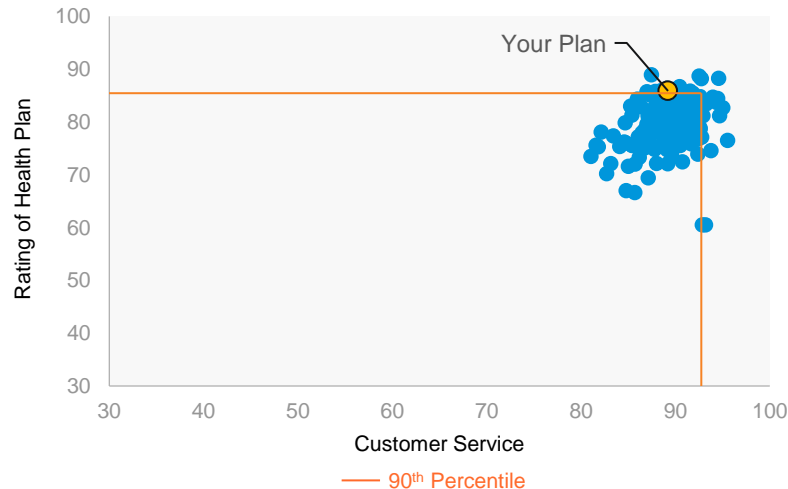 100
90
80
70
60
50
40
30
Rating of Health Plan
Your Plan
30 40 50 60 70 80 90 100
Customer Service
90th Percentile